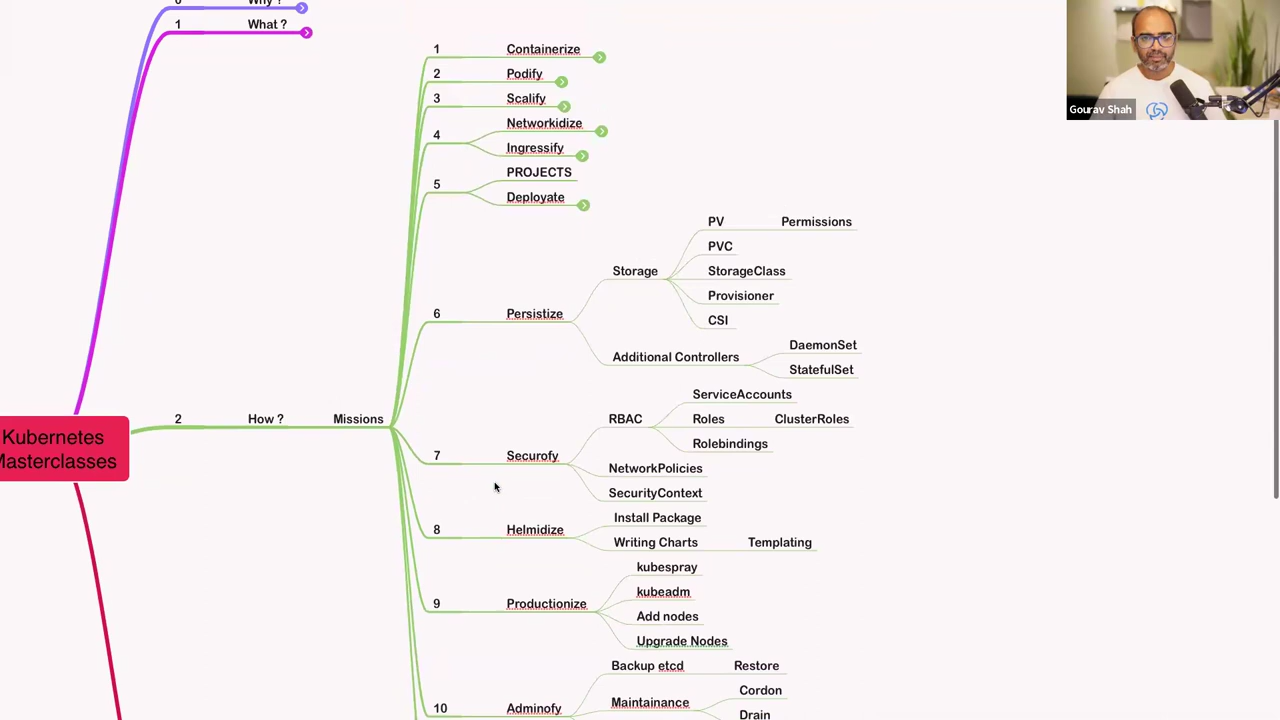 0 Why ?
1 What ?
1 Containerize
2 Podify
3 Scalify
4 Networkidize
Ingressify
5 PROJECTS
Deployate
6 Persistize
Storage
PV Permissions
PVC
StorageClass
Provisioner
CSI
Additional Controllers
DaemonSet
StatefulSet
Kubernetes
Masterclasses
2 How ? Missions
7 Securofy
RBAC
ServiceAccounts
Roles ClusterRoles
Rolebindings
NetworkPolicies
SecurityContext
8 Helmidize
Install Package
Writing Charts Templating
9 Productionize
kubespray
kubeadm
Add nodes
Upgrade Nodes
10 Adminofy
Backup etcd Restore
Maintainance
Cordon
Drain
Gourav Shah